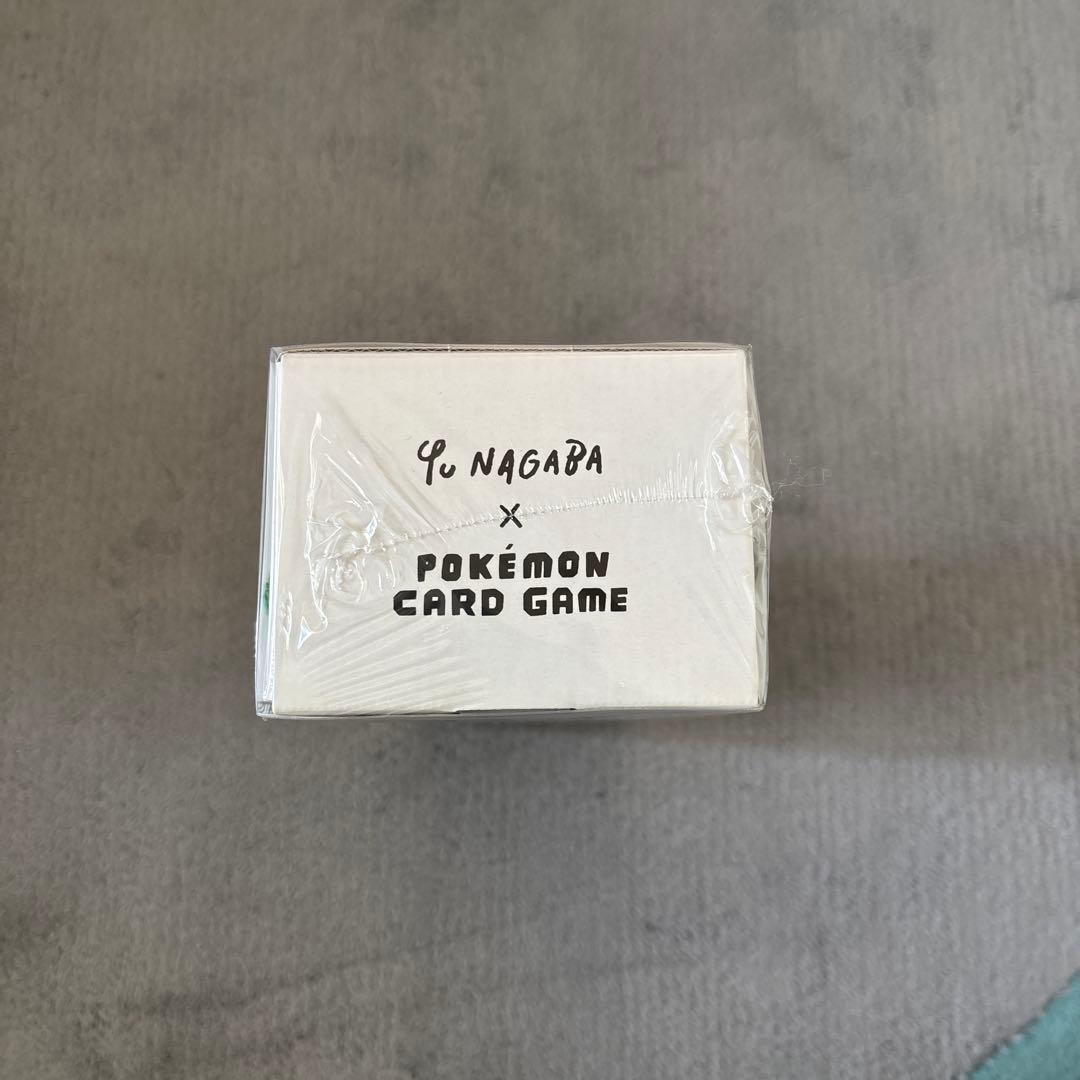 Yu NAGABA
×
POKÉMON
CARD GAME